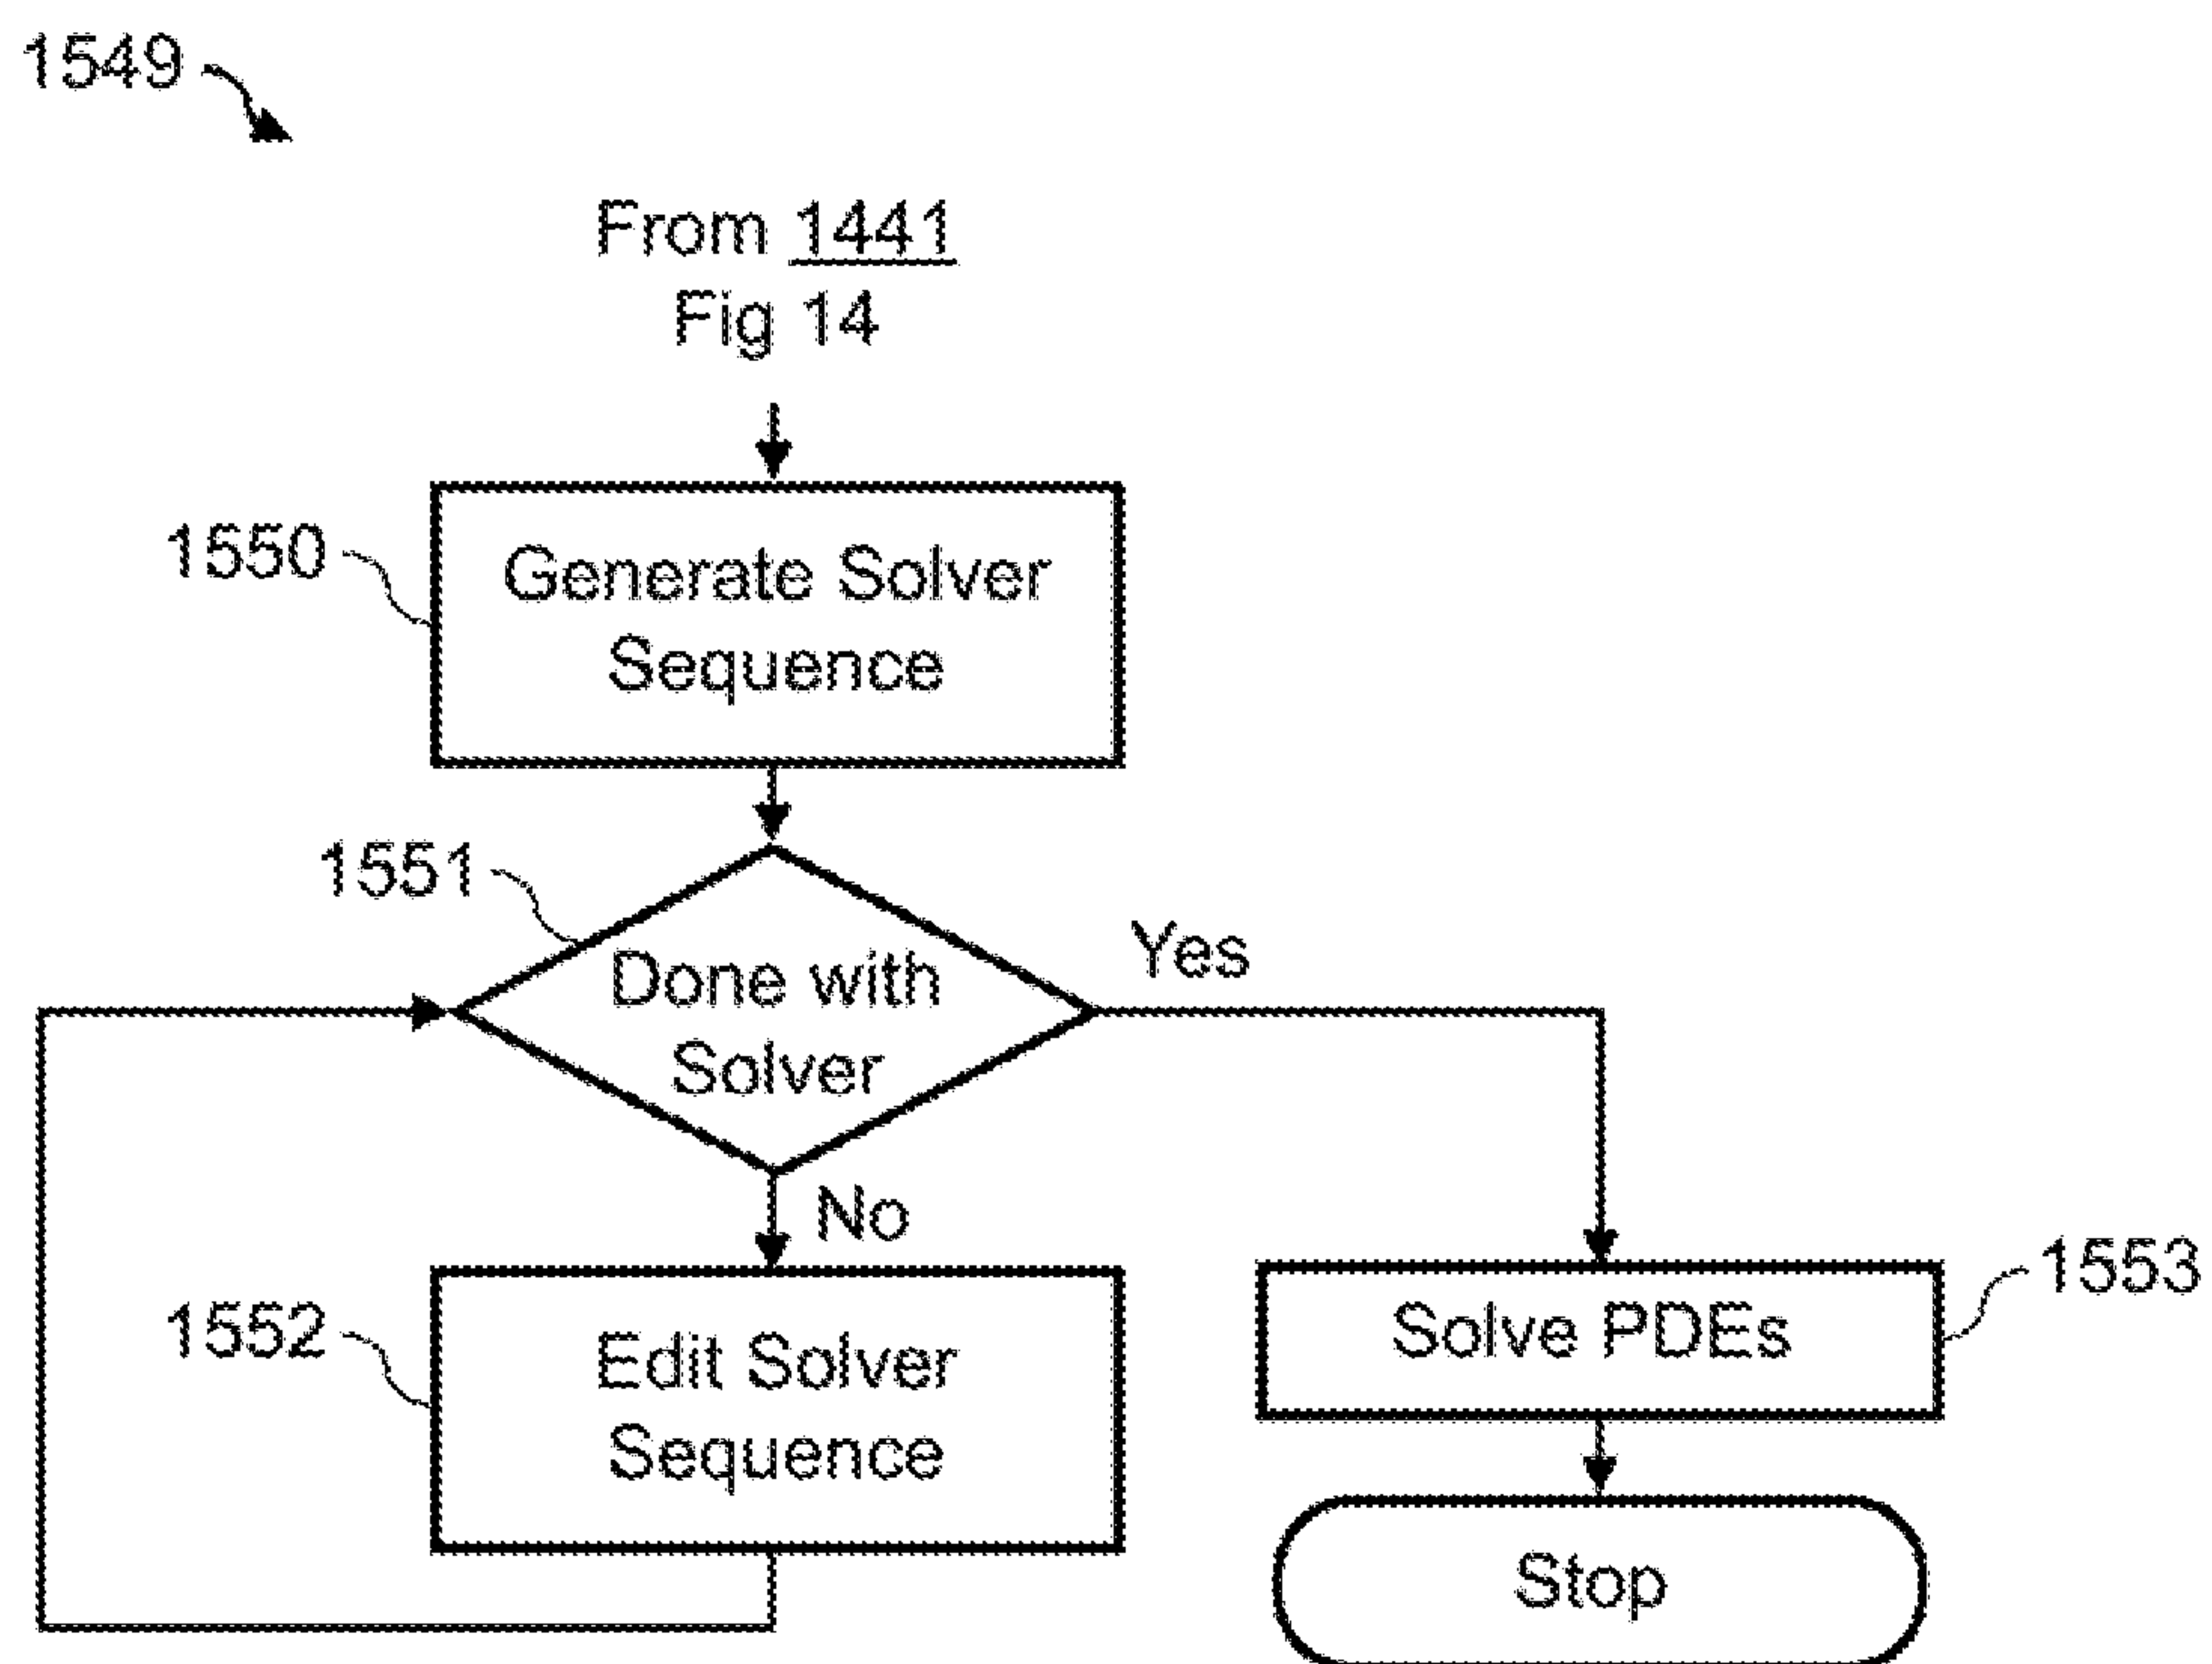 1549
From 1441
Fig 14
1550
Generate Solver
Sequence
1551
Done with
Solver
Yes
No
1552
Edit Solver
Sequence
Solve PDEs
1553
Stop